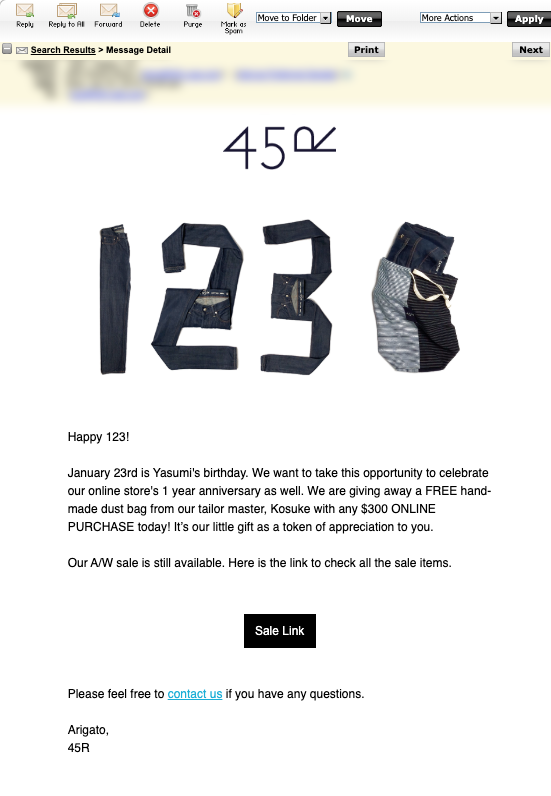 Reply
Reply to All
Forward
Delete
Purge
Mark as
Spam
Move to Folder
Move
More Actions
Apply
Search Results > Message Detail
Print
Next
45R
123
Happy 123!
January 23rd is Yasumi's birthday. We want to take this opportunity to celebrate
our online store's 1 year anniversary as well. We are giving away a FREE hand-
made dust bag from our tailor master, Kosuke with any $300 ONLINE
PURCHASE today! It's our little gift as a token of appreciation to you.
Our A/W sale is still available. Here is the link to check all the sale items.
Sale Link
Please feel free to contact us if you have any questions.
Arigato,
45R